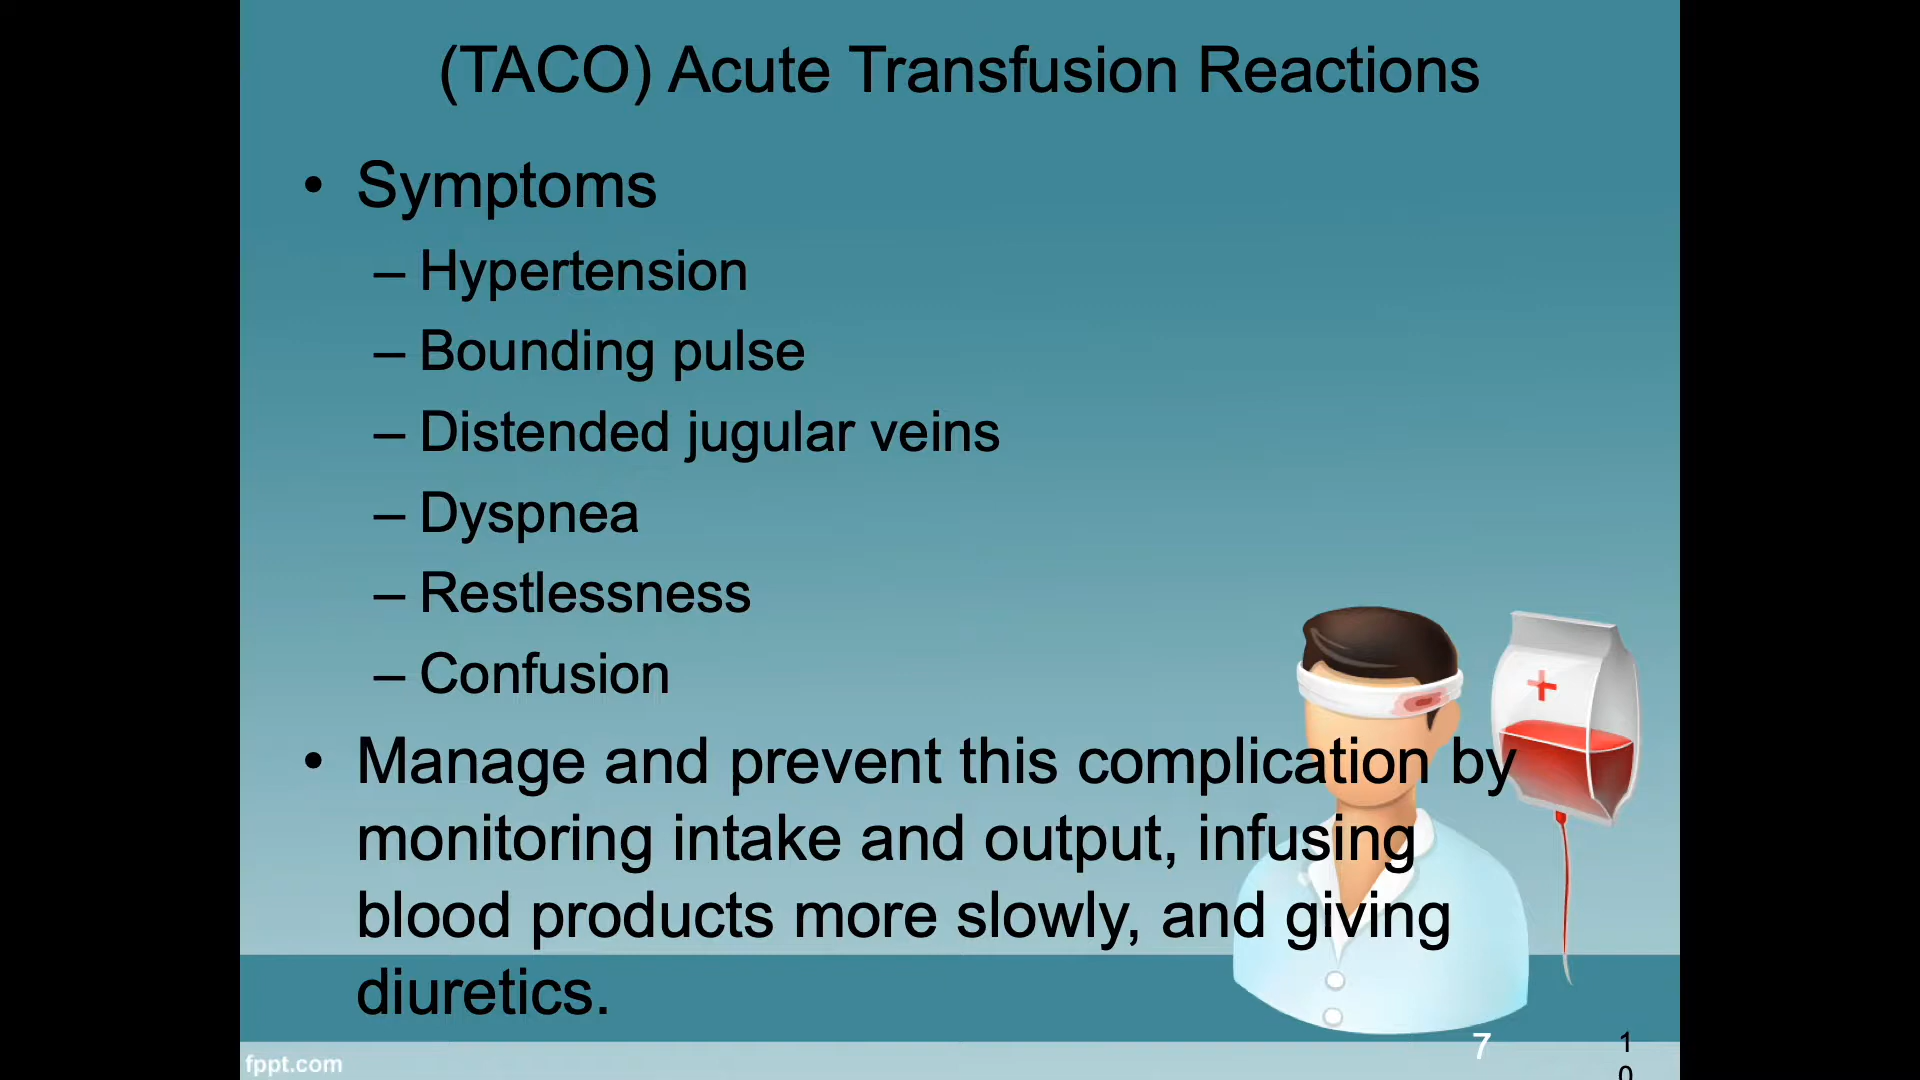 (TACO) Acute Transfusion Reactions
• Symptoms
– Hypertension
– Bounding pulse
– Distended jugular veins
– Dyspnea
– Restlessness
– Confusion
• Manage and prevent this complication by
monitoring intake and output, infusing
blood products more slowly, and giving
diuretics.
7
1
0
fppt.com